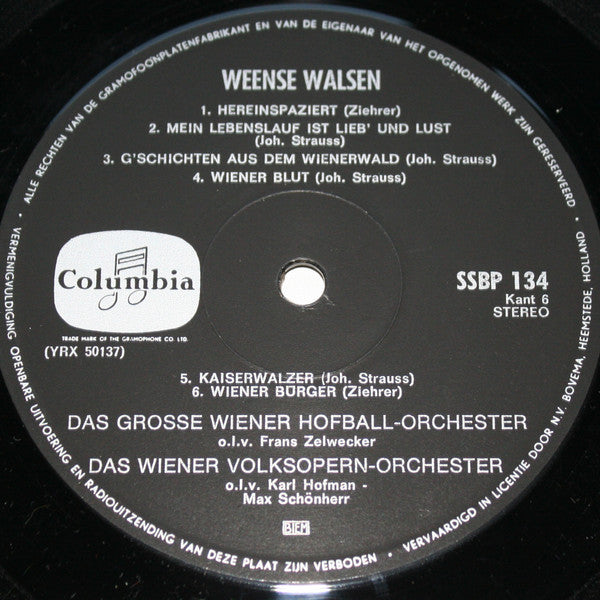 ALLE RECHTEN VAN DE GRAMOFOONPLATENFABRIKANT EN VAN DE EIGENAAR VAN HET OPGENOMEN WERK ZIJN GERESERVEERD ·
WEENSE WALSEN
1. HEREINSPAZIERT (Ziehrer)
2. MEIN LEBENSLAUF IST LIEB' UND LUST
(Joh. Strauss)
3. G'SCHICHTEN AUS DEM WIENERWALD (Joh. Strauss)
4. WIENER BLUT (Joh. Strauss)
Columbia
TRADE MARK OF THE GRAMOPHONE CO. LTD.
(YRX 50137)
SSBP 134
Kant 6
STEREO
5. KAISERWALZER (Joh. Strauss)
6. WIENER BÜRGER (Ziehrer)
DAS GROSSE WIENER HOFBALL-ORCHESTER
o.l.v. Frans Zelwecker
DAS WIENER VOLKSOPERN-ORCHESTER
o.l.v. Karl Hofman -
Max Schönherr
BIEM
VERMENIGVULDIGING OPENBARE UITVOERING EN RADIOUITZENDING VAN DEZE PLAAT ZIJN VERBODEN ·
VERVAARDIGD IN LICENTIE DOOR N.V. BOVEMA, HEEMSTEDE, HOLLAND